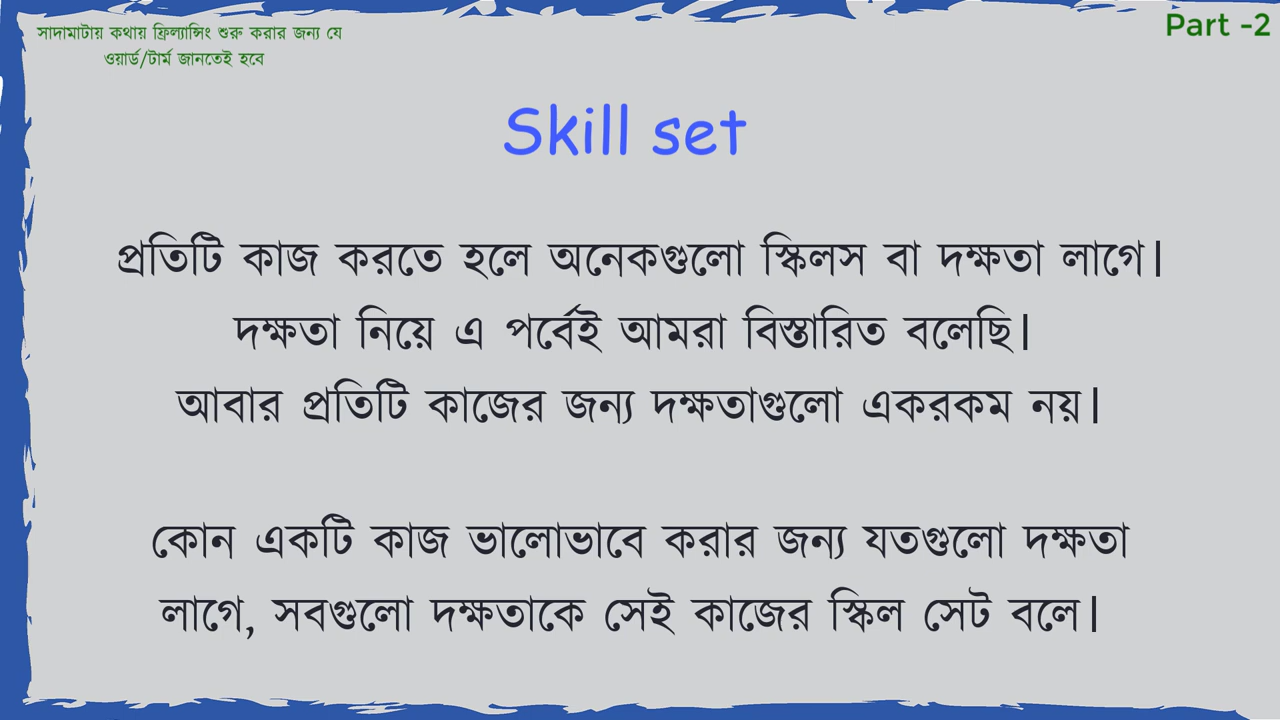 সাদামাটায় কথায় ফ্রিল্যান্সিং শুরু করার জন্য যে
ওয়ার্ড/টার্ম জানতেই হবে
Part -2
Skill set
প্রতিটি কাজ করতে হলে অনেকগুলো স্কিলস বা দক্ষতা লাগে।
দক্ষতা নিয়ে এ পর্বেই আমরা বিস্তারিত বলেছি।
আবার প্রতিটি কাজের জন্য দক্ষতাগুলো একরকম নয়।
কোন একটি কাজ ভালোভাবে করার জন্য যতগুলো দক্ষতা
লাগে, সবগুলো দক্ষতাকে সেই কাজের স্কিল সেট বলে।